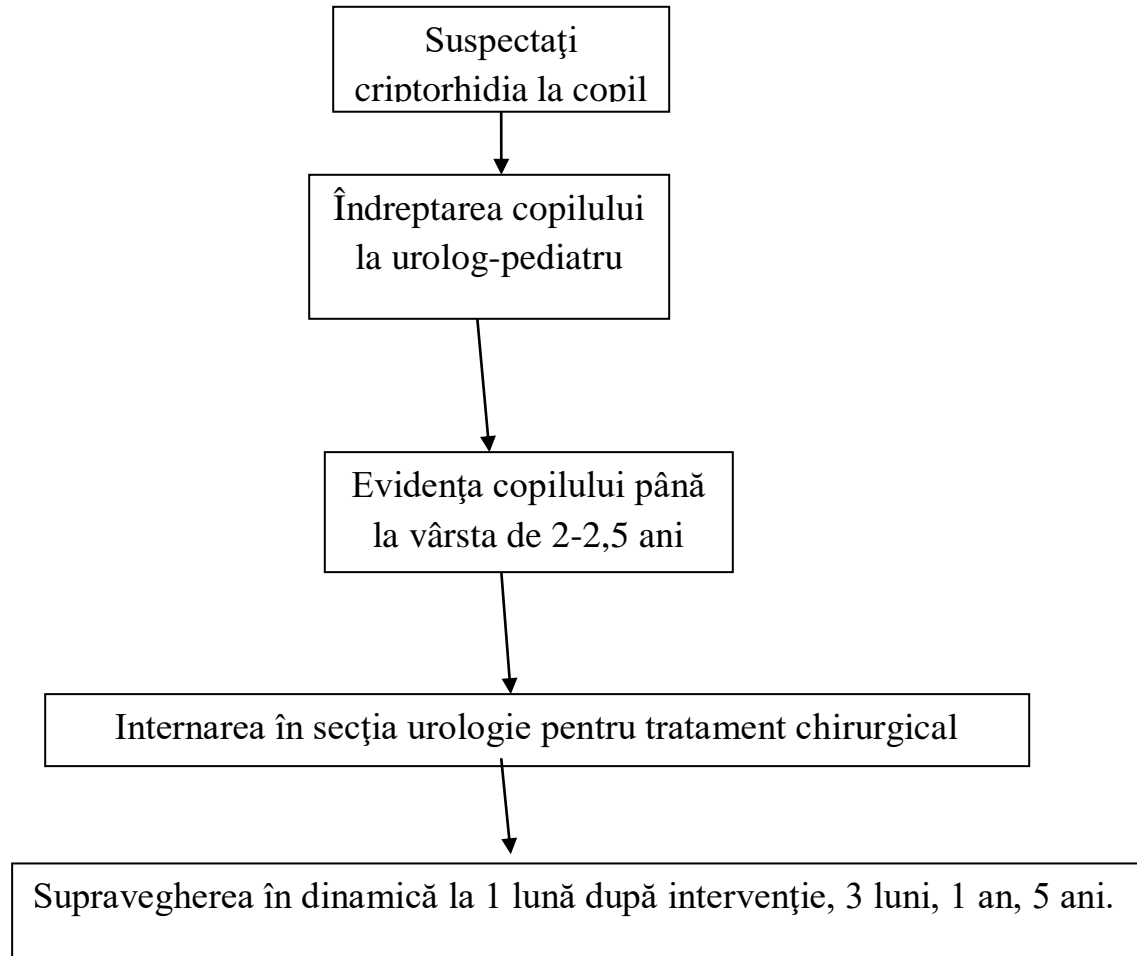 Suspectaţi
criptorhidia la copil
Îndreptarea copilului
la urolog-pediatru
Evidenţa copilului până
la vârsta de 2-2,5 ani
Internarea în secţia urologie pentru tratament chirurgical
Supravegherea în dinamică la 1 lună după intervenţie, 3 luni, 1 an, 5 ani.